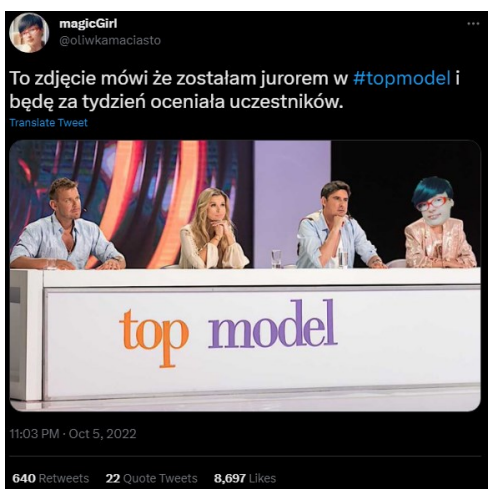 magicGirl
@oliwkamaciasto
To zdjęcie mówi że zostałam jurorem w #topmodel i
będę za tydzień oceniała uczestników.
Translate Tweet
top model
11:03 PM · Oct 5, 2022
640 Retweets 22 Quote Tweets 8,697 Likes